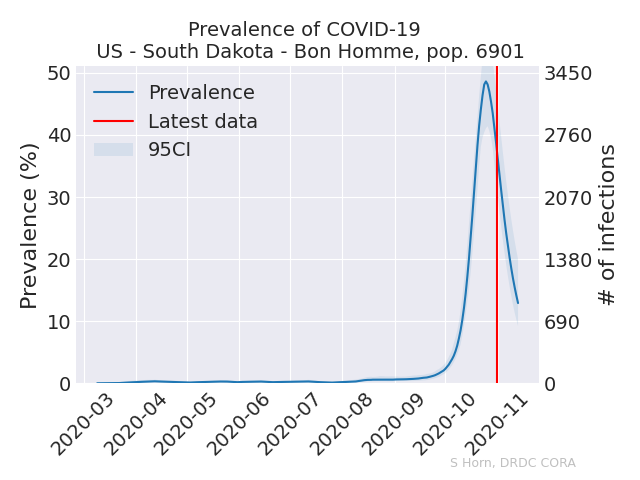 Prevalence of COVID-19
US - South Dakota - Bon Homme, pop. 6901
Prevalence
Latest data
95CI
Prevalence (%)
50
40
30
20
10
0
# of infections
3450
2760
2070
1380
690
0
2020-03
2020-04
2020-05
2020-06
2020-07
2020-08
2020-09
2020-10
2020-11
S Horn, DRDC CORA